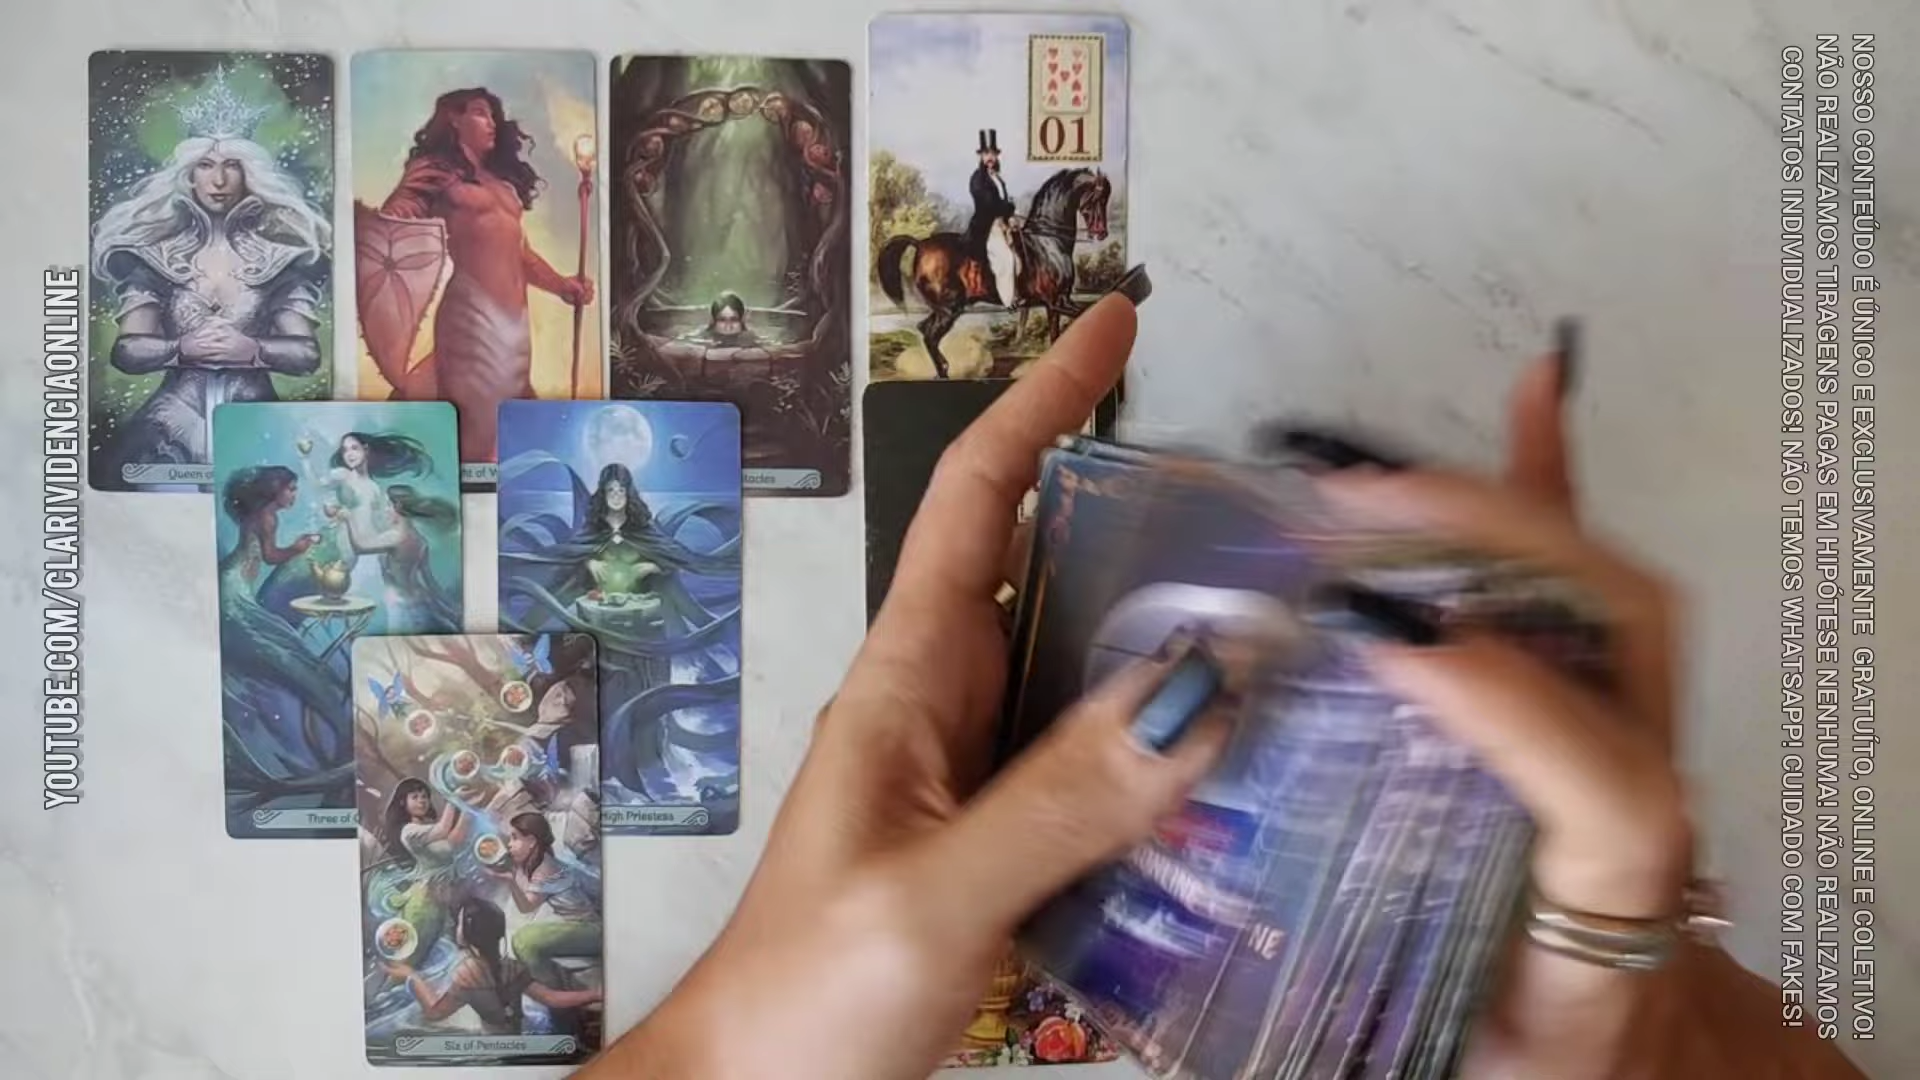 YOUTUBE.COM/CLARIVIDENCIAONLINE
01
Queen of
tacles
Three of
High Priestess
Six of Pentacles
NOSSO CONTEÚDO É ÚNICO E EXCLUSIVAMENTE GRATUÍTO, ONLINE E COLETIVO!
NÃO REALIZAMOS TIRAGENS PAGAS EM HIPÓTESE NENHUMA! NÃO REALIZAMOS
CONTATOS INDIVIDUALIZADOS! NÃO TEMOS WHATSAPP! CUIDADO COM FAKES!